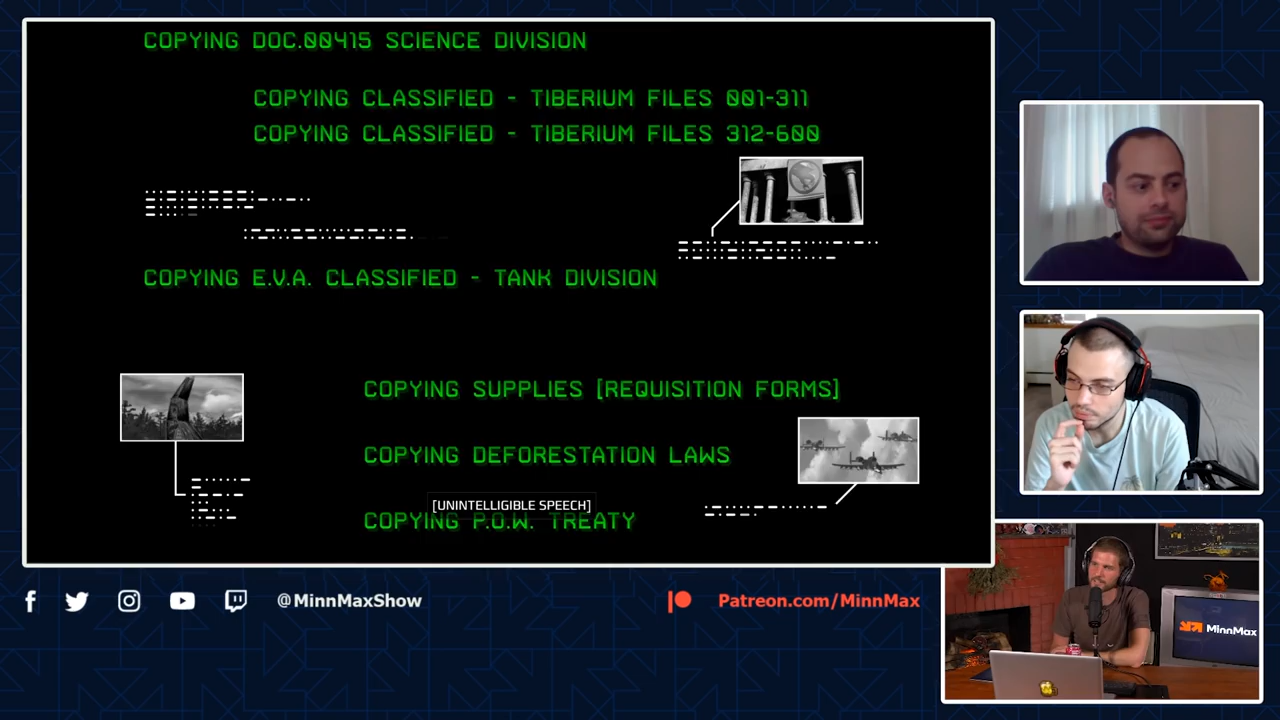 COPYING DOC.00415 SCIENCE DIVISION
COPYING CLASSIFIED - TIBERIUM FILES 001-311
COPYING CLASSIFIED - TIBERIUM FILES 312-600
COPYING E.V.A. CLASSIFIED - TANK DIVISION
COPYING SUPPLIES [REQUISITION FORMS]
COPYING DEFORESTATION LAWS
[UNINTELLIGIBLE SPEECH]
COPYING P.O.W. TREATY
@MinnMaxShow
Patreon.com/MinnMax
MinnMax